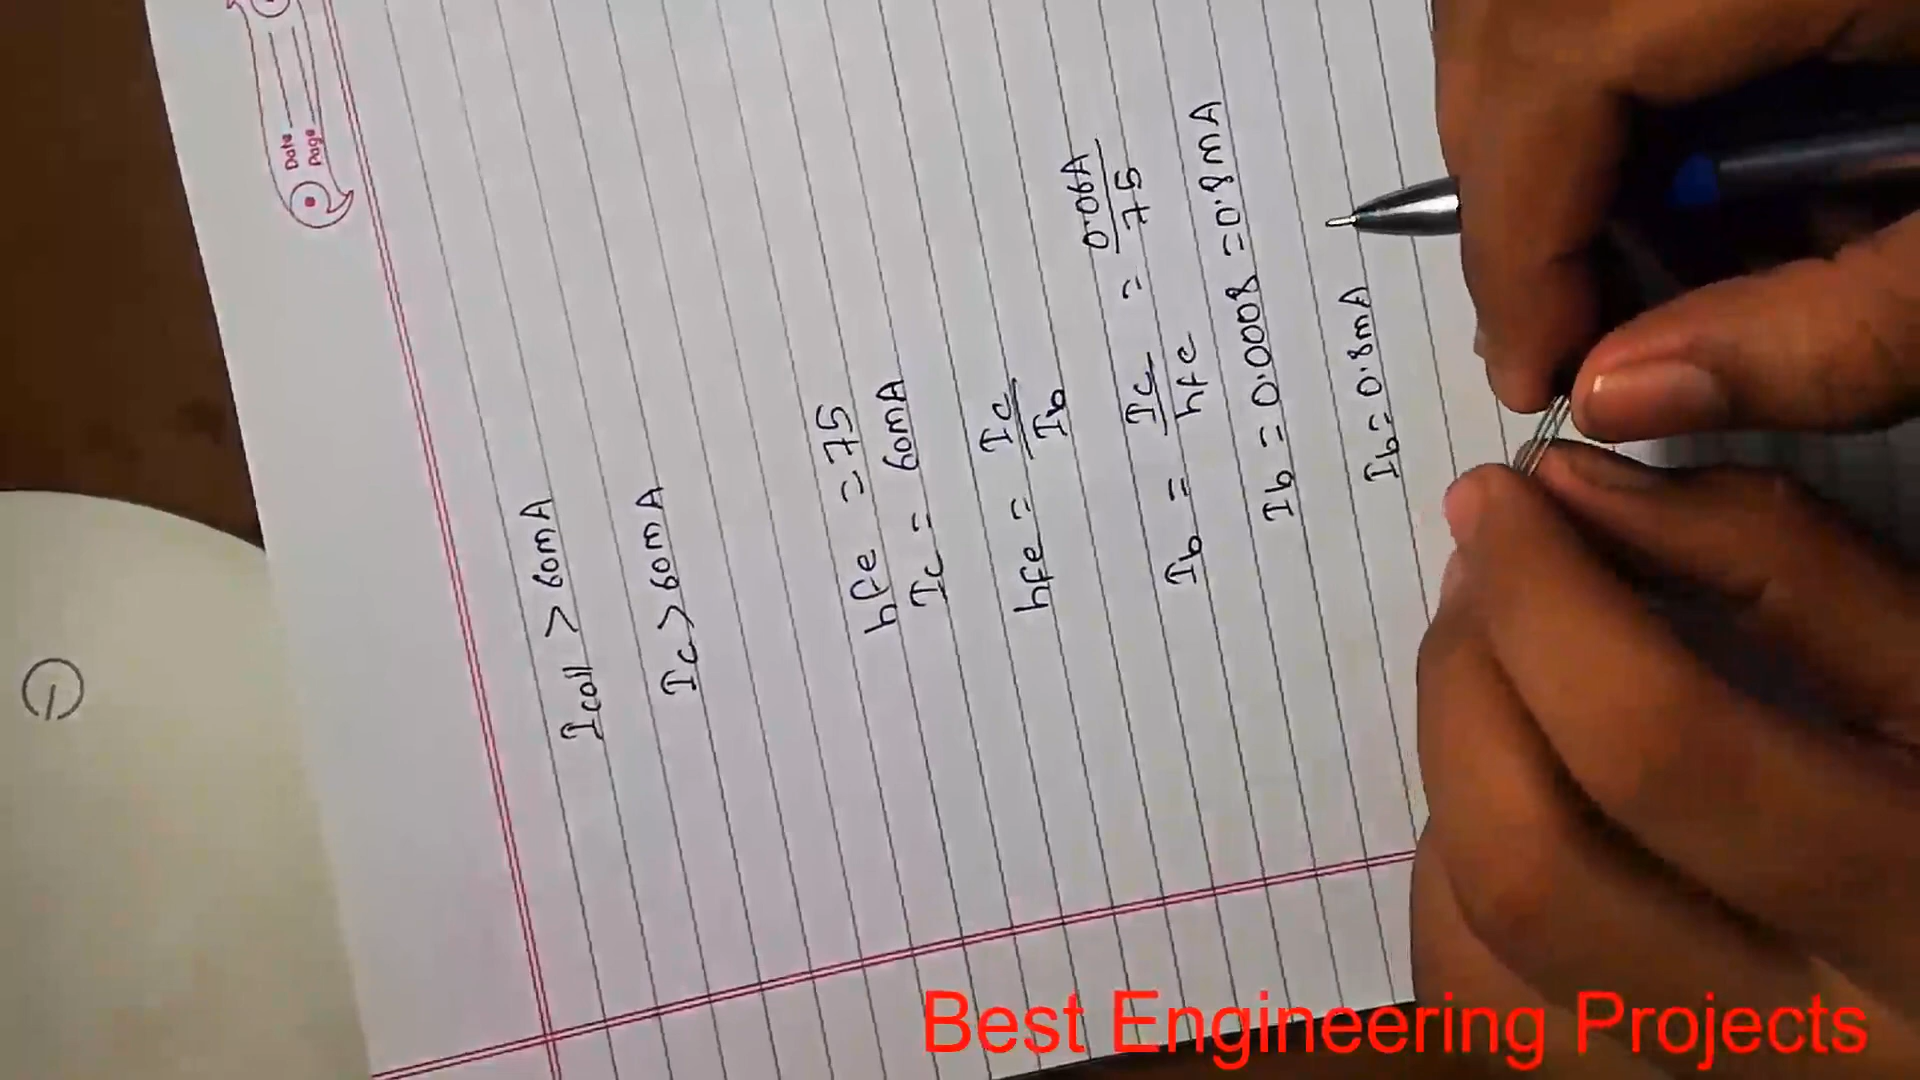 Date
Page
Icoil > 60mA
Ic > 60mA
hfe = 75
Ic = 60mA
hfe = Ic/Ib
Ib = Ic/hfe = 0.06A/75
Ib = 0.0008 = 0.8mA
Ib = 0.8mA
Best Engineering Projects